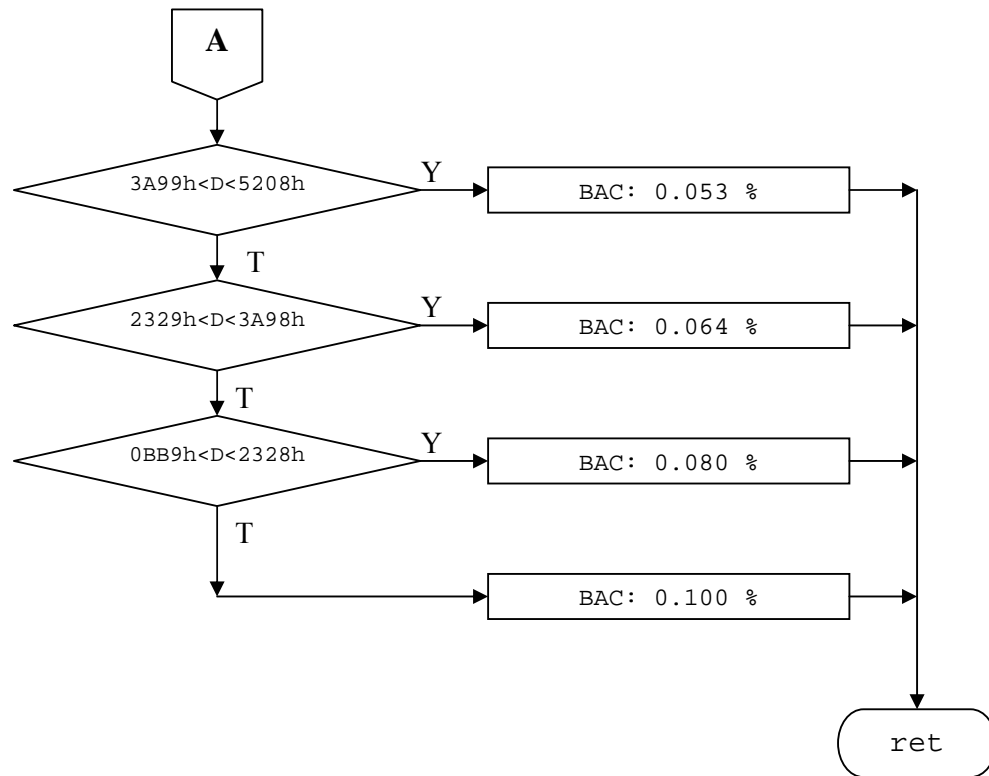 A
3A99h<D<5208h
Y
BAC: 0.053 %
T
2329h<D<3A98h
Y
BAC: 0.064 %
T
0BB9h<D<2328h
Y
BAC: 0.080 %
T
BAC: 0.100 %
ret